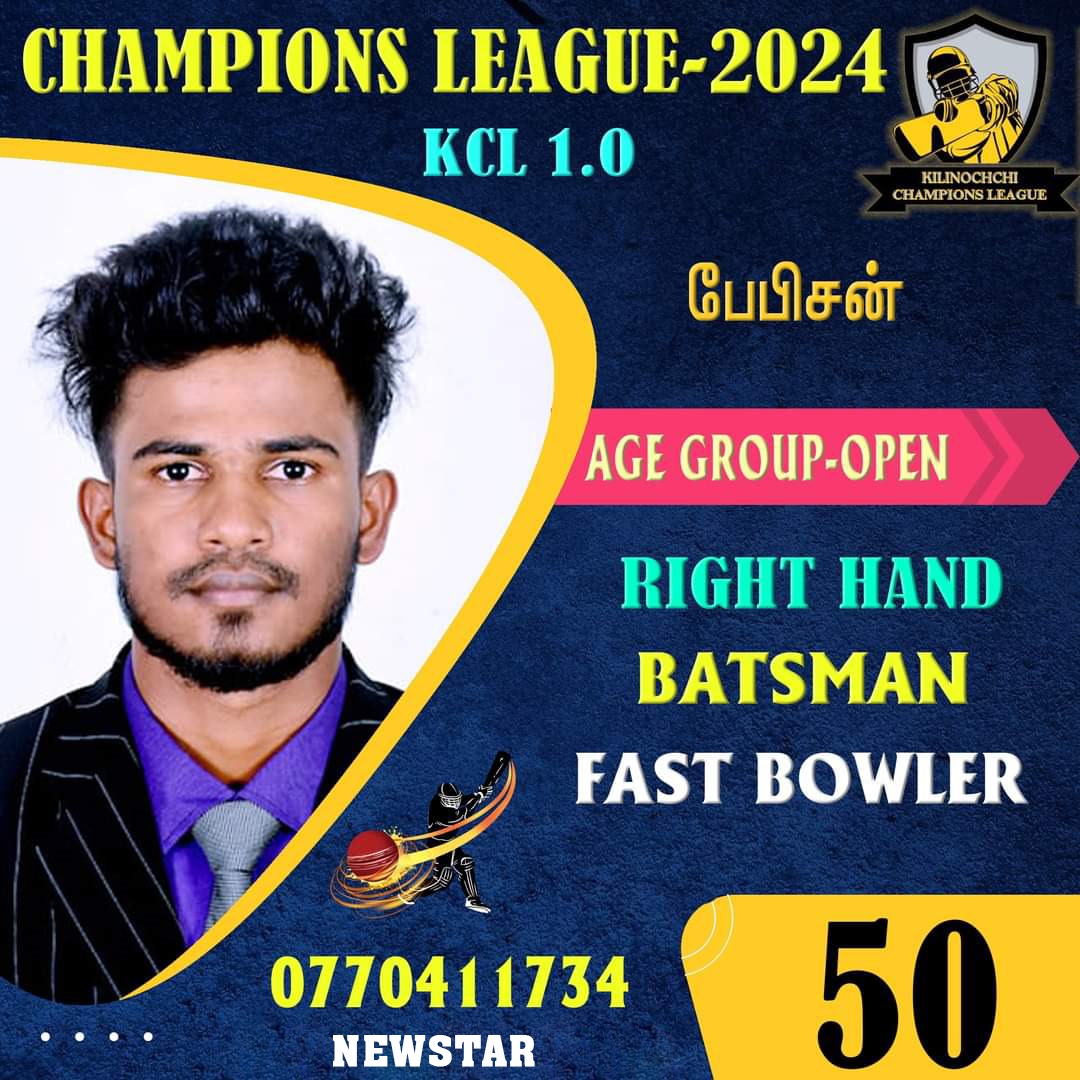 CHAMPIONS LEAGUE-2024
KCL 1.0
KILINOCHCHI
CHAMPIONS LEAGUE
பேபிசன்
AGE GROUP-OPEN
RIGHT HAND
BATSMAN
FAST BOWLER
0770411734
NEWSTAR
50